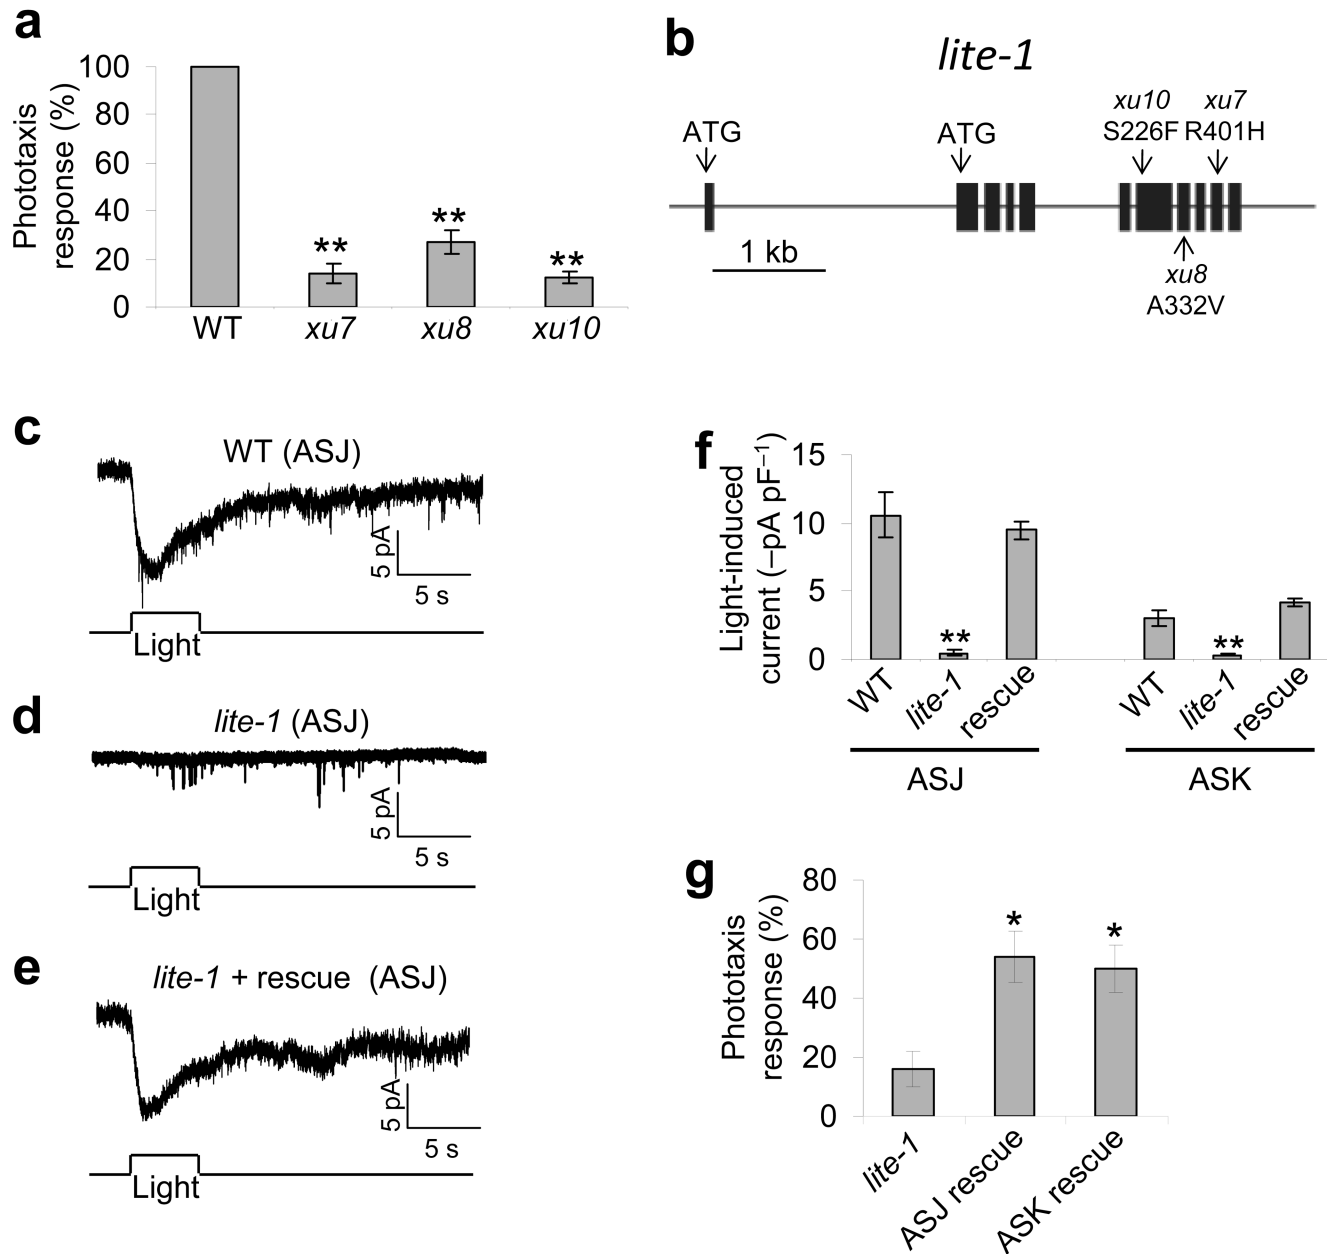 a
Phototaxis
response (%)
100
80
60
40
20
0
**
**
**
WT
xu7
xu8
xu10
b
lite-1
xu10
xu7
ATG
ATG
S226F
R401H
1 kb
xu8
A332V
c
WT (ASJ)
5 pA
5 s
Light
d
lite-1 (ASJ)
5 pA
5 s
Light
e
lite-1 + rescue (ASJ)
5 pA
5 s
Light
f
Light-induced
current (–pA pF⁻¹)
15
10
5
0
**
**
WT
lite-1
rescue
WT
lite-1
rescue
ASJ
ASK
g
Phototaxis
response (%)
80
60
40
20
0
*
*
lite-1
ASJ rescue
ASK rescue